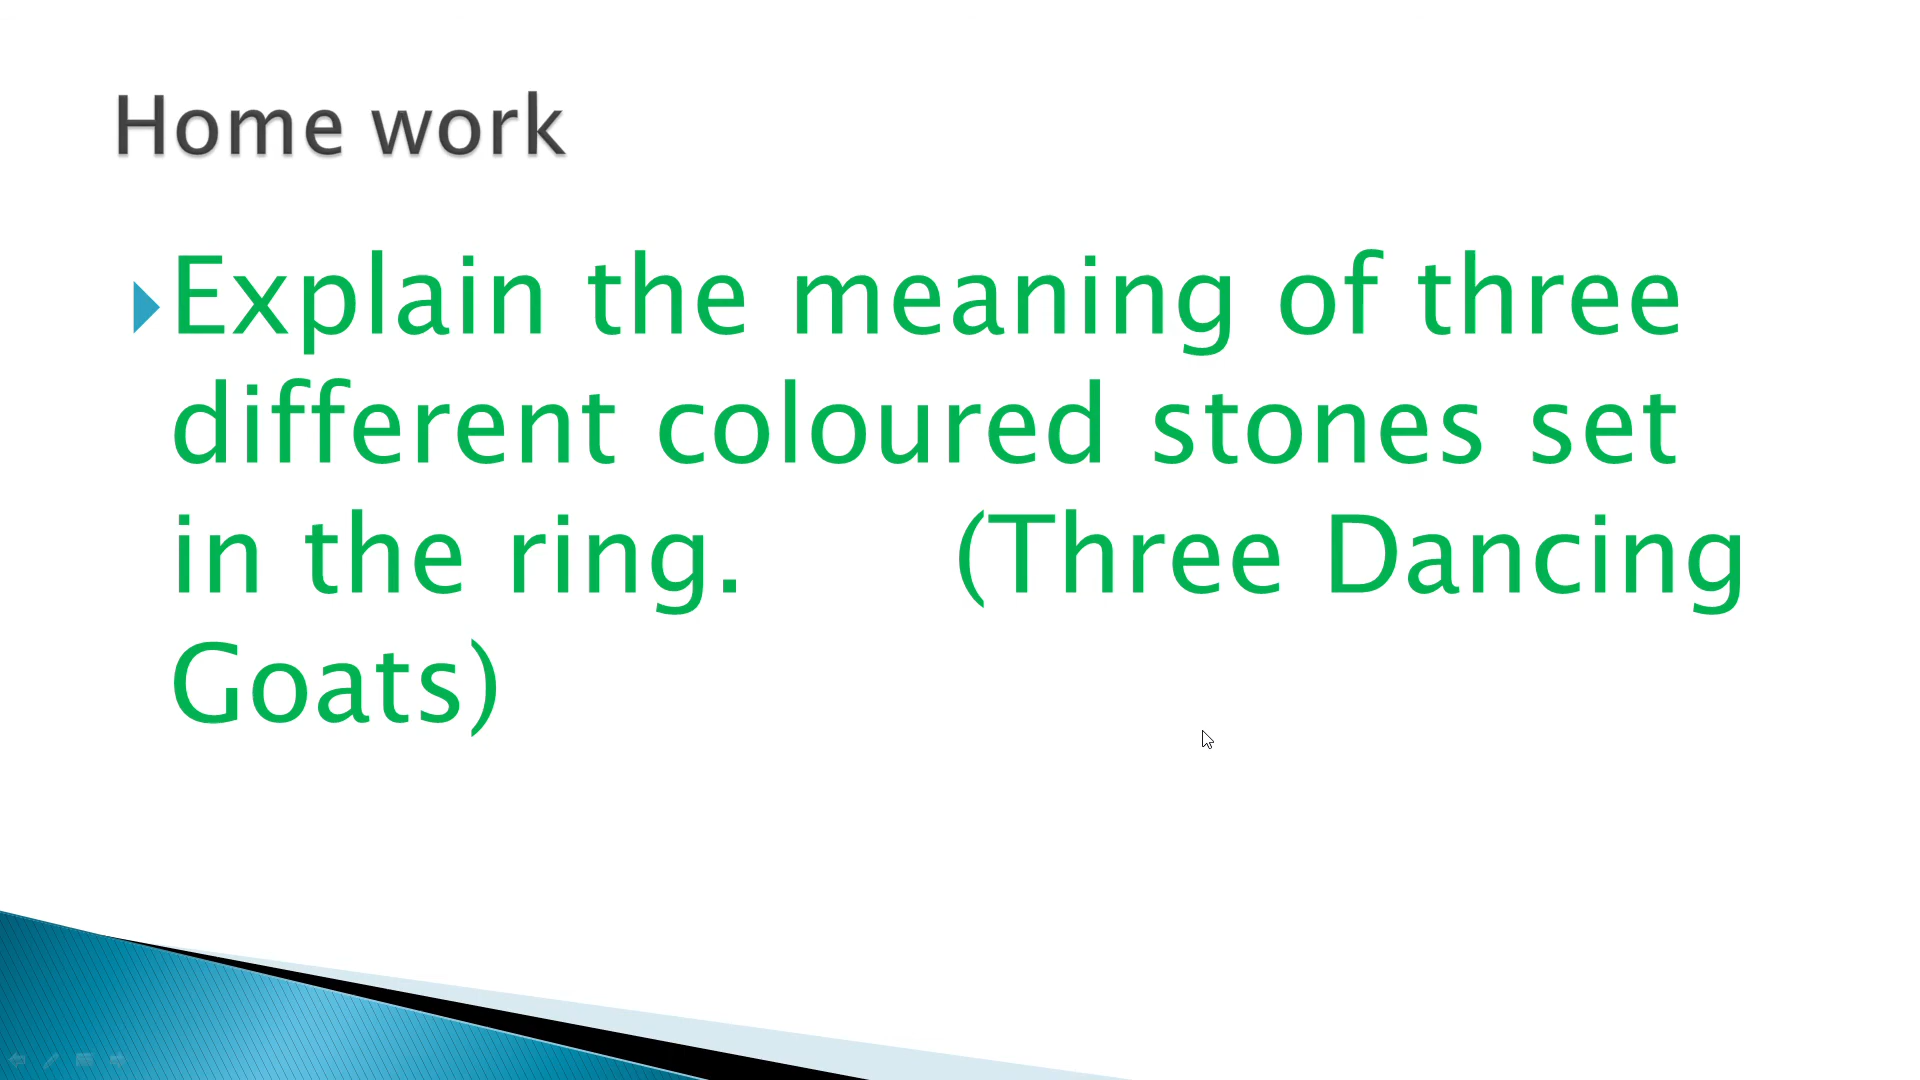 Home work
Explain the meaning of three
different coloured stones set
in the ring. (Three Dancing
Goats)